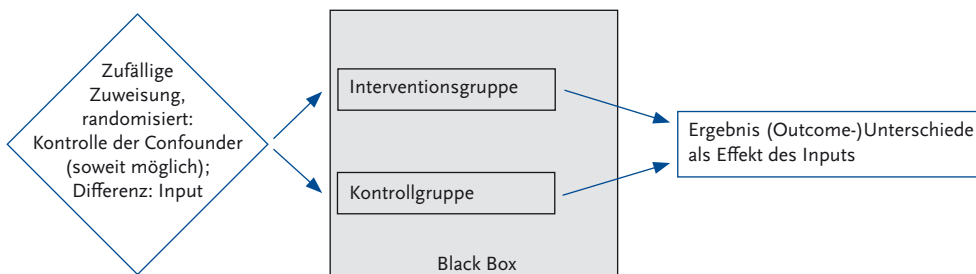 Zufällige
Zuweisung,
randomisiert:
Kontrolle der Confounder
(soweit möglich);
Differenz: Input
Interventionsgruppe
Kontrollgruppe
Black Box
Ergebnis (Outcome-)Unterschiede
als Effekt des Inputs